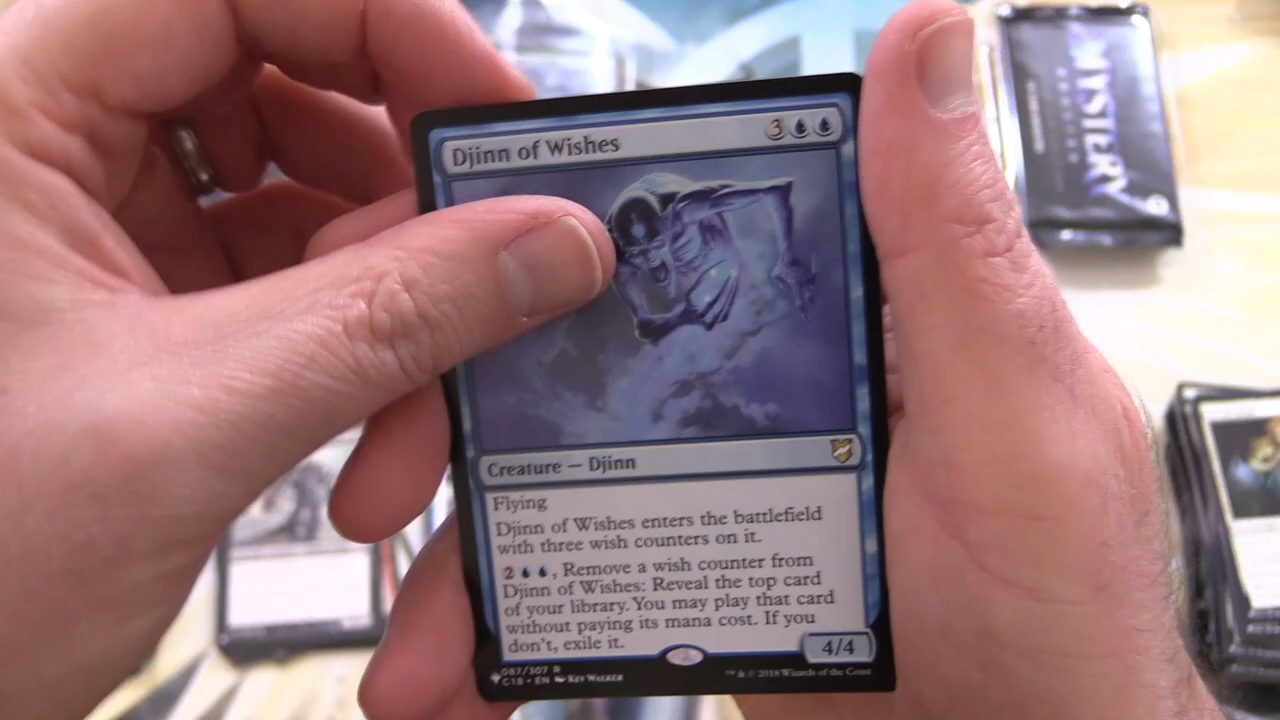 Djinn of Wishes 3
Creature — Djinn
Flying
Djinn of Wishes enters the battlefield
with three wish counters on it.
2 , Remove a wish counter from
Djinn of Wishes: Reveal the top card
of your library. You may play that card
without paying its mana cost. If you
don't, exile it.
4/4
087/307 R
C18 • EN Kev Walker
™ & © 2018 Wizards of the Coast
MYSTERY